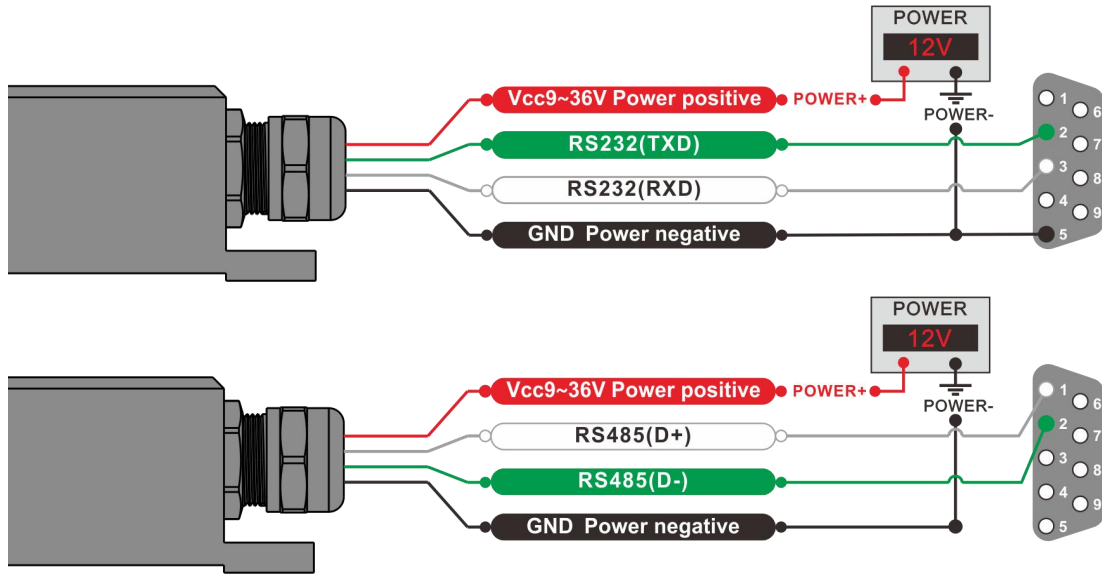 POWER
12V
Vcc9~36V Power positive
POWER+
POWER-
RS232(TXD)
RS232(RXD)
GND Power negative
1
6
2
7
3
8
4
9
5
POWER
12V
Vcc9~36V Power positive
POWER+
POWER-
RS485(D+)
RS485(D-)
GND Power negative
1
6
2
7
3
8
4
9
5